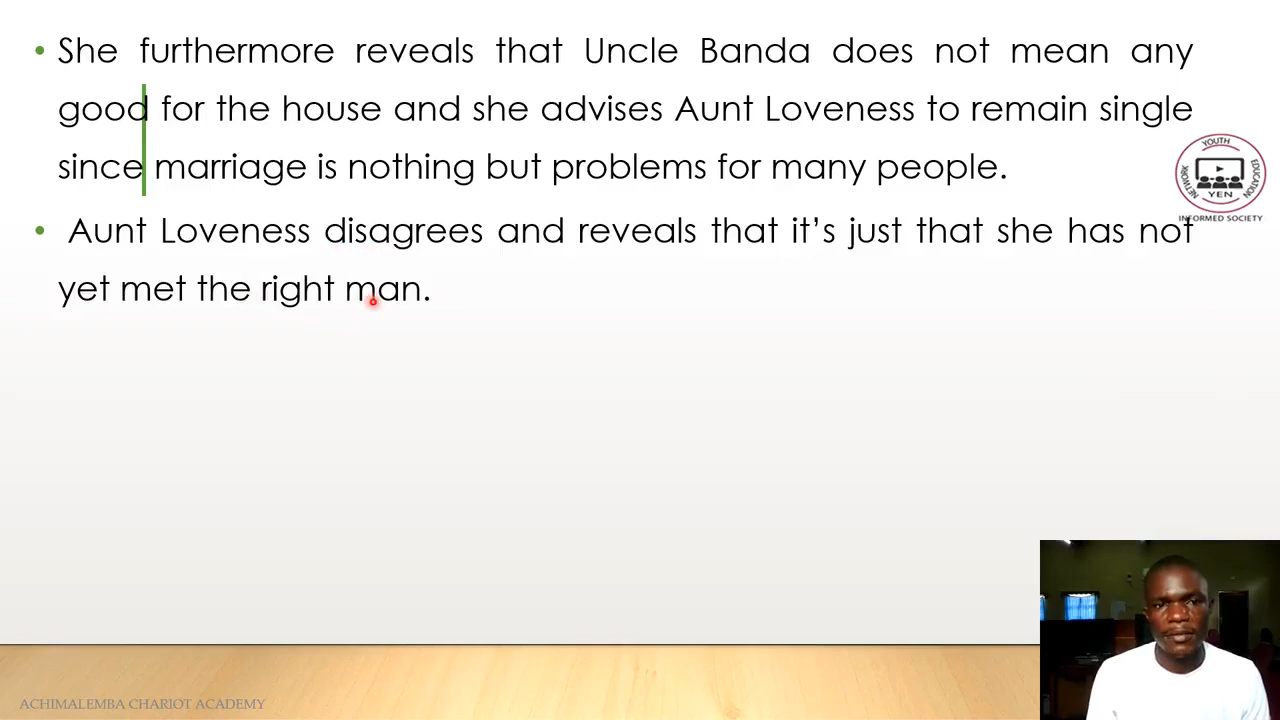 She furthermore reveals that Uncle Banda does not mean any
good for the house and she advises Aunt Loveness to remain single
since marriage is nothing but problems for many people.
Aunt Loveness disagrees and reveals that it's just that she has not
yet met the right man.
YOUTH
EDUCATION
NETWORK
YEN
INFORMED SOCIETY
ACHIMALEMBA CHARIOT ACADEMY